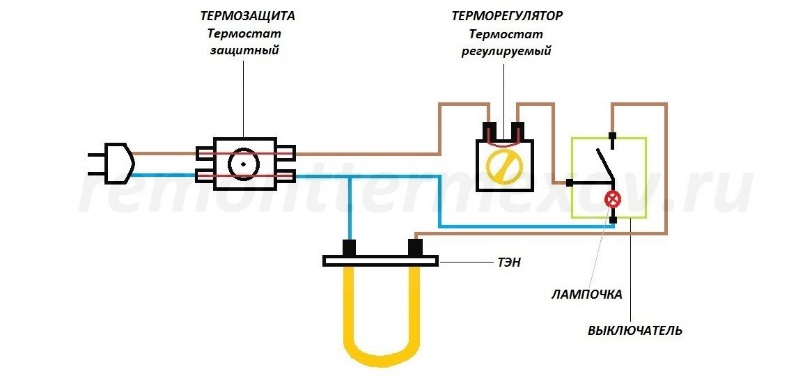 ТЕРМОЗАЩИТА
Термостат
защитный
ТЕРМОРЕГУЛЯТОР
Термостат
регулируемый
remonttermexov.ru
ТЭН
ЛАМПОЧКА
ВЫКЛЮЧАТЕЛЬ